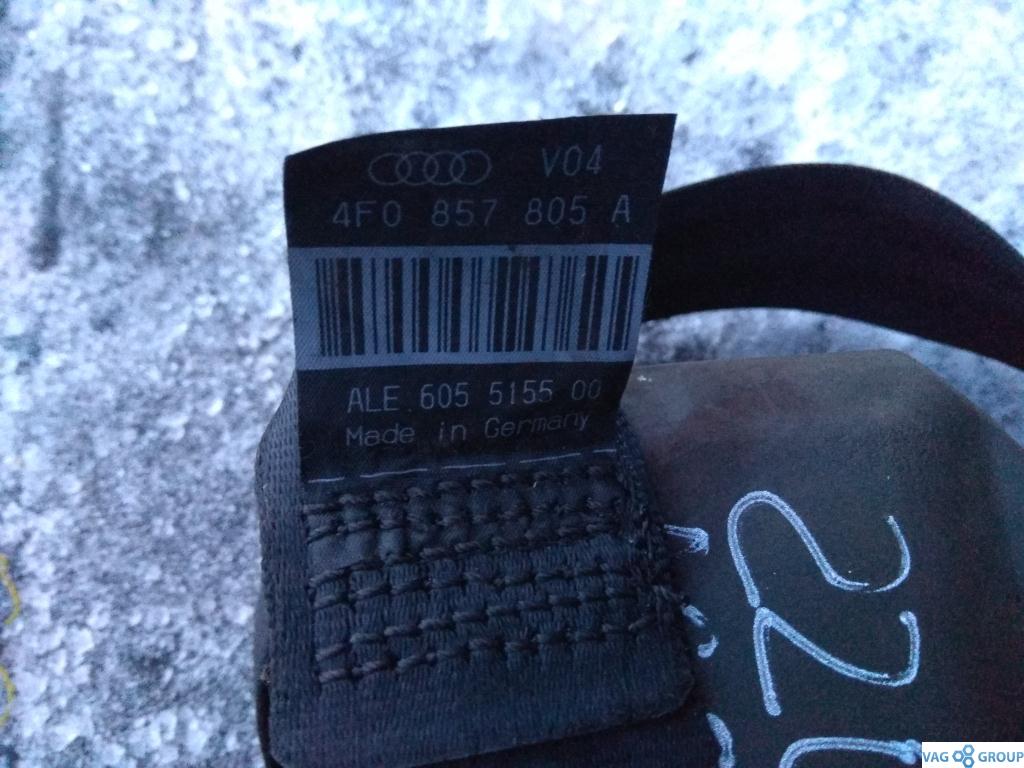 V04
4F0 857 805 A
ALE 605 5155 00
Made in Germany
VAG GROUP